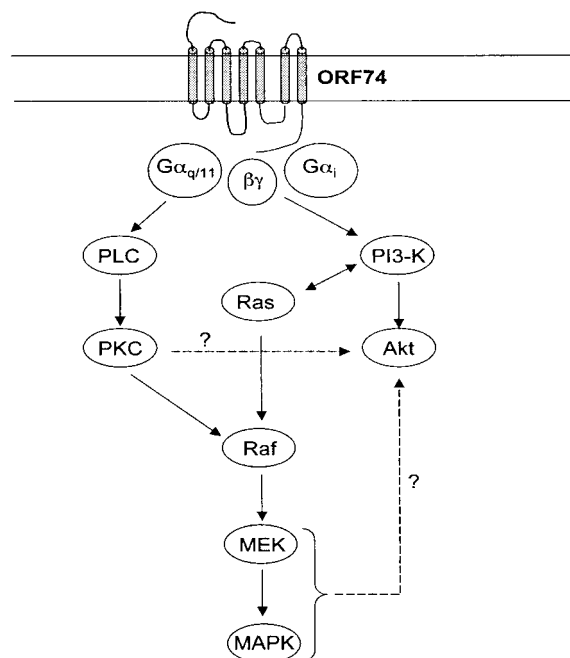 ORF74
Gαq/11
βγ
Gαi
PLC
PI3-K
Ras
PKC
?
Akt
Raf
?
MEK
MAPK